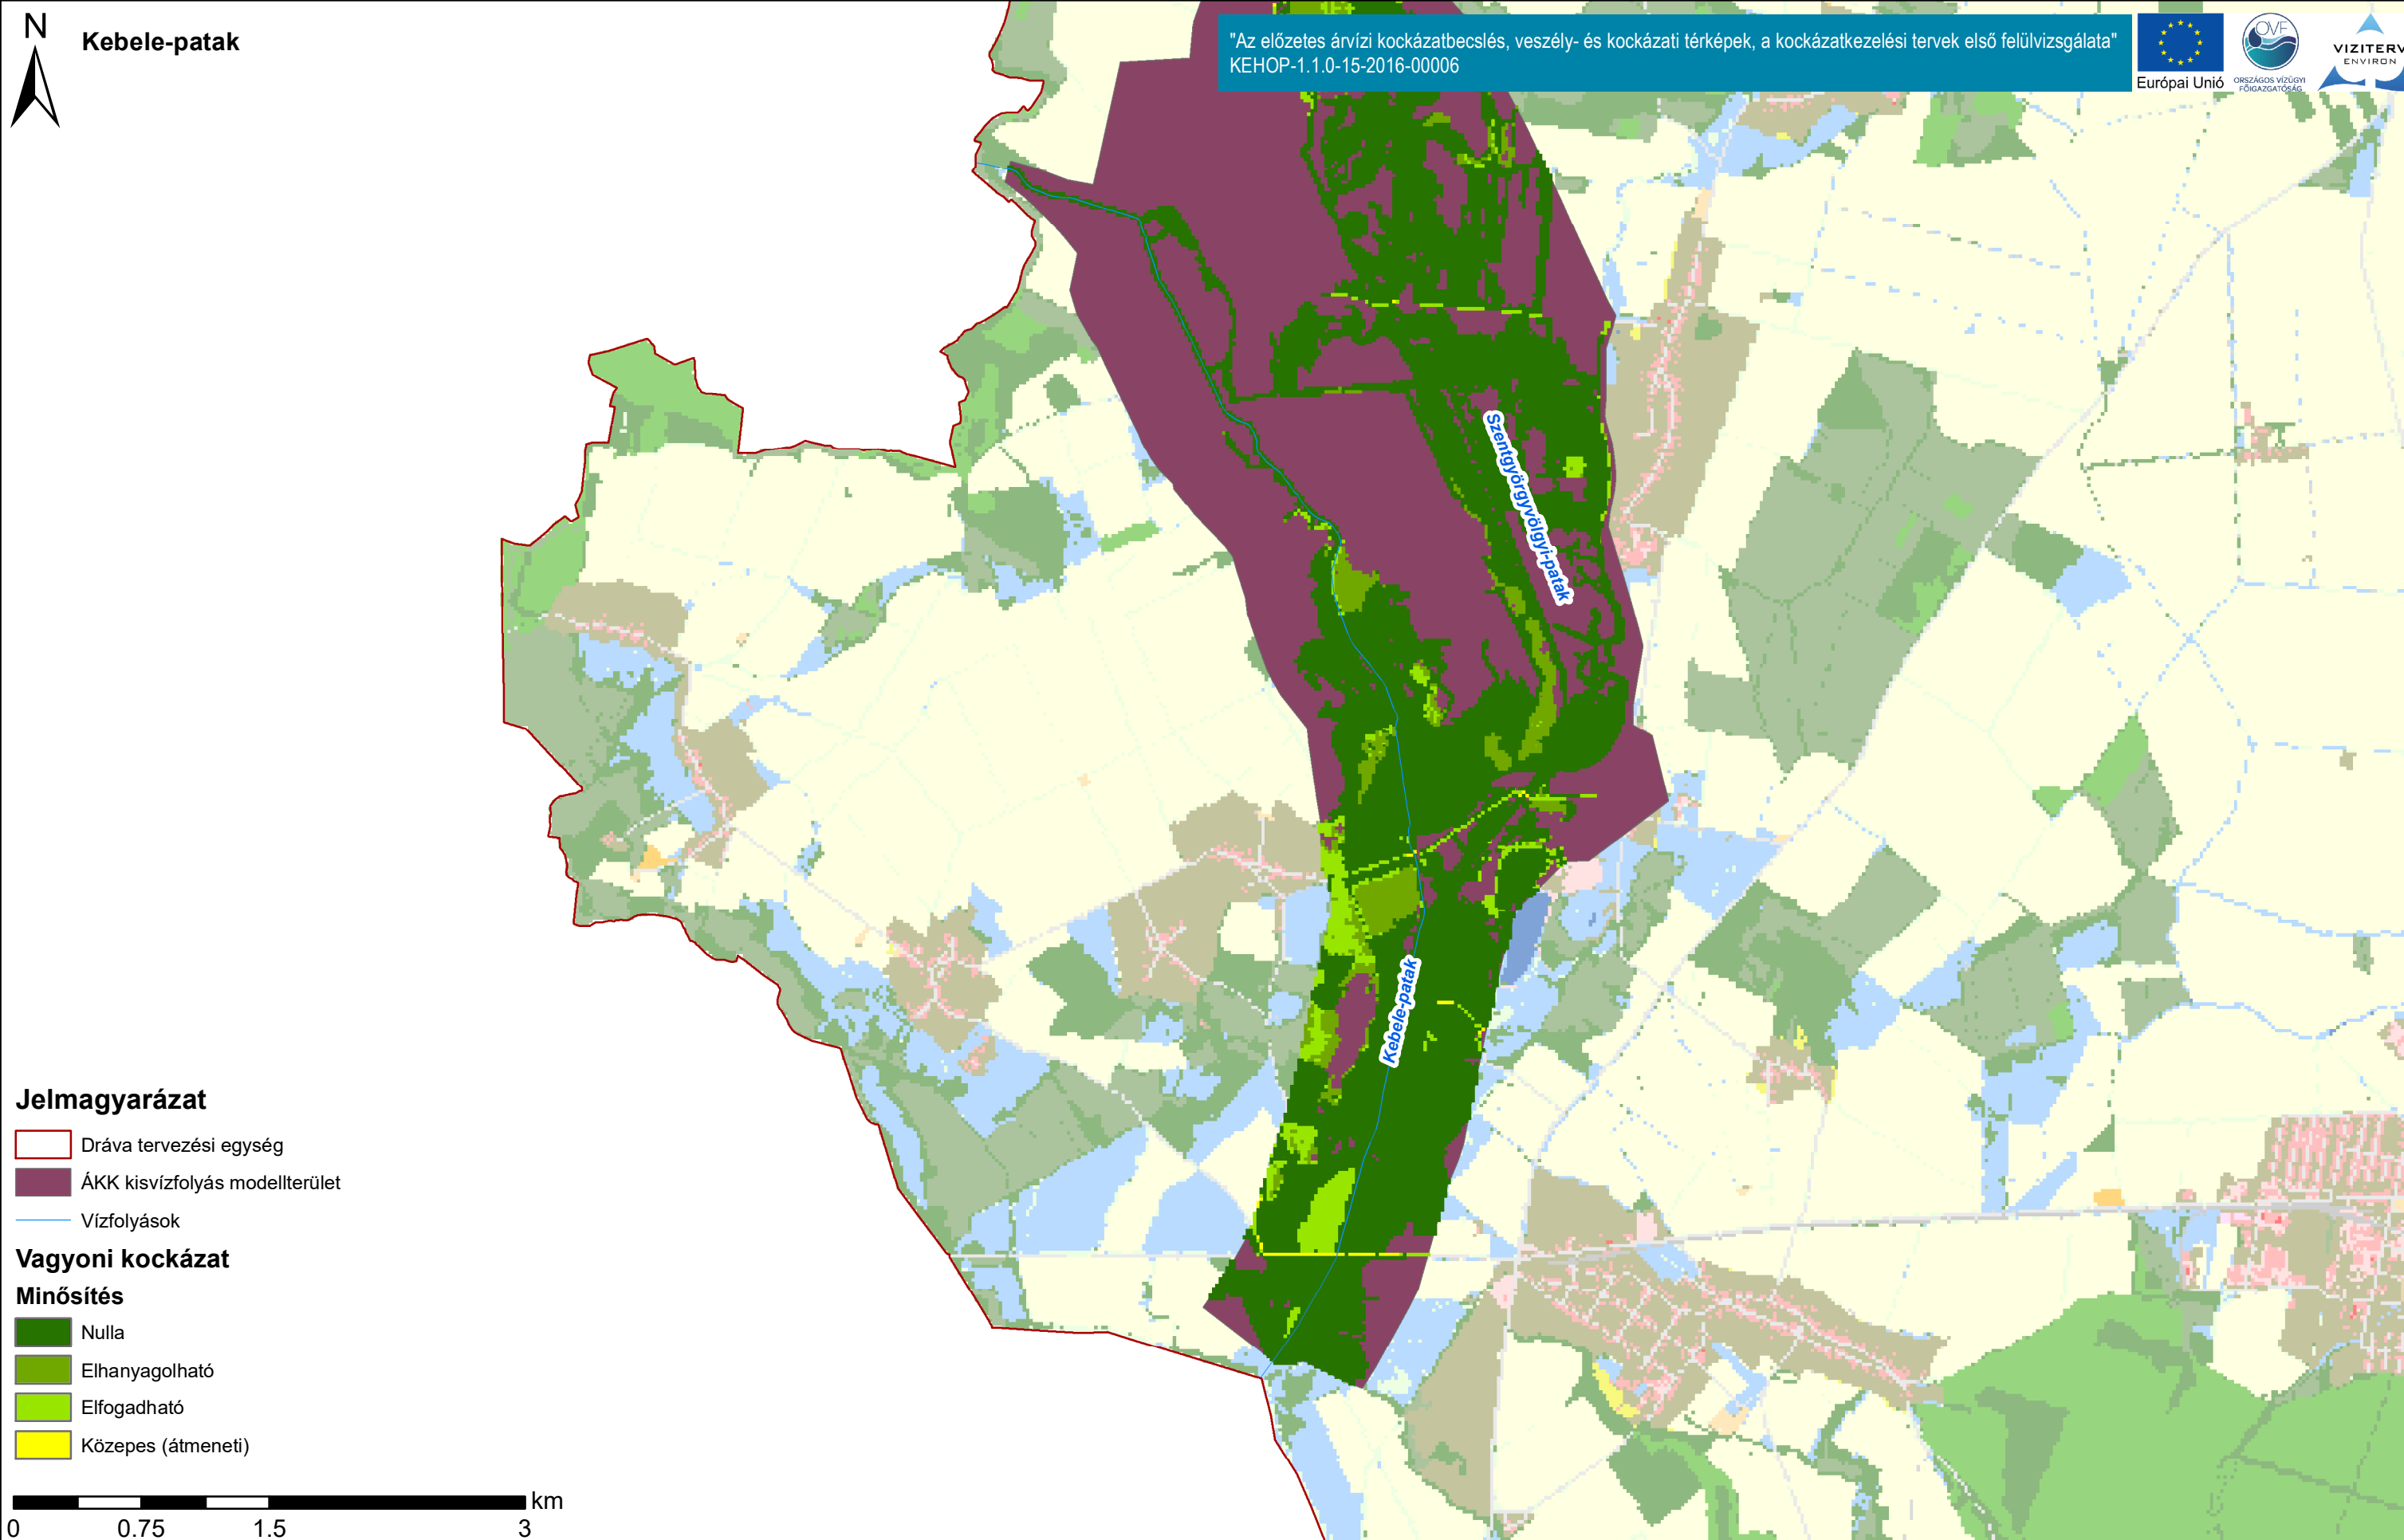 N
Kebele-patak
"Az előzetes árvízi kockázatbecslés, veszély- és kockázati térképek, a kockázatkezelési tervek első felülvizsgálata"
KEHOP-1.1.0-15-2016-00006
Európai Unió
OVF
ORSZÁGOS VÍZÜGYI
FŐIGAZGATÓSÁG
VIZITERV
ENVIRON
Szentgyörgyvölgyi-patak
Kebele-patak
Jelmagyarázat
Dráva tervezési egység
ÁKK kisvízfolyás modellterület
Vízfolyások
Vagyoni kockázat
Minősítés
Nulla
Elhanyagolható
Elfogadható
Közepes (átmeneti)
km
0 0.75 1.5 3